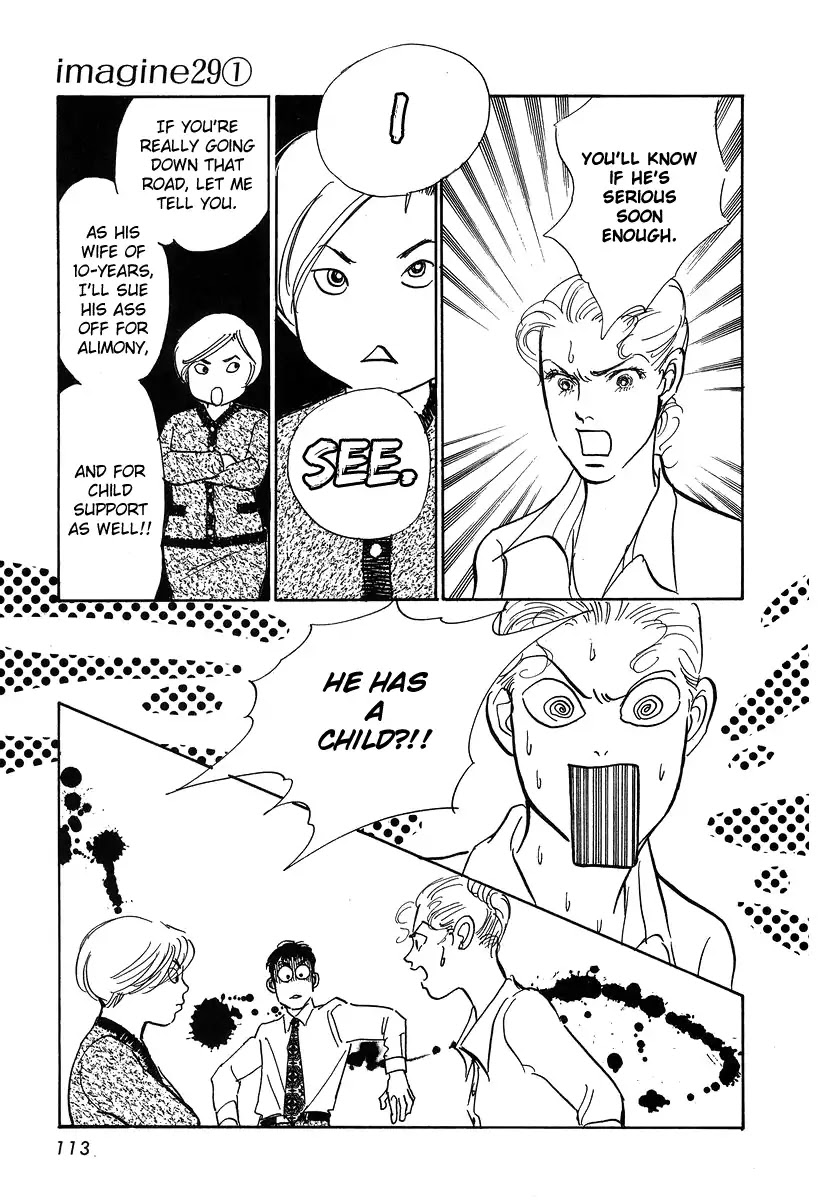 imagine29①
YOU'LL KNOW
IF HE'S
SERIOUS
SOON
ENOUGH.
I
SEE.
IF YOU'RE
REALLY GOING
DOWN THAT
ROAD, LET ME
TELL YOU.
AS HIS
WIFE OF
10-YEARS,
I'LL SUE
HIS ASS
OFF FOR
ALIMONY,
AND FOR
CHILD
SUPPORT
AS WELL!!
HE HAS
A
CHILD?!!
113